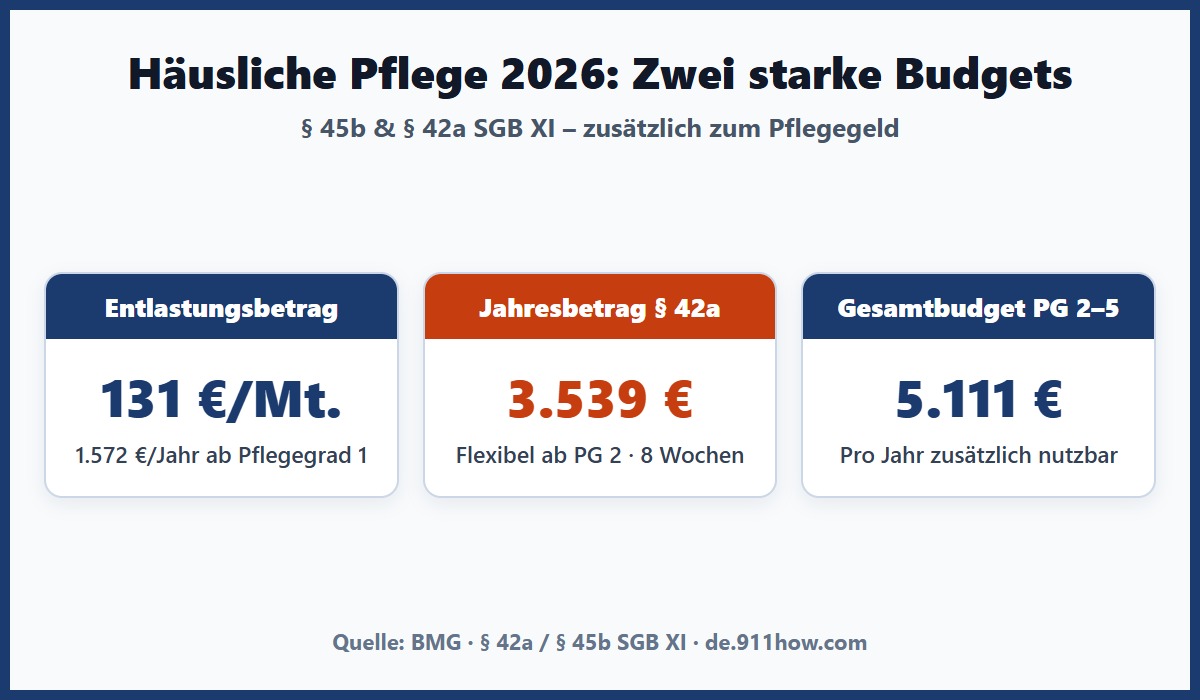 Häusliche Pflege 2026: Zwei starke Budgets
§ 45b & § 42a SGB XI – zusätzlich zum Pflegegeld
Entlastungsbetrag
131 €/Mt.
1.572 €/Jahr ab Pflegegrad 1
Jahresbetrag § 42a
3.539 €
Flexibel ab PG 2 · 8 Wochen
Gesamtbudget PG 2–5
5.111 €
Pro Jahr zusätzlich nutzbar
Quelle: BMG · § 42a / § 45b SGB XI · de.911how.com